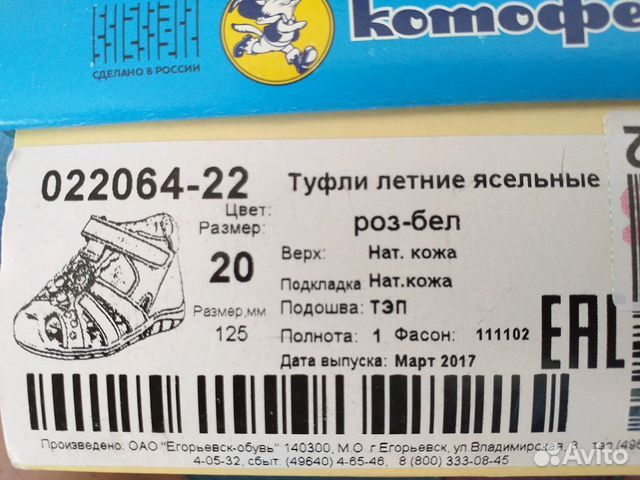 СДЕЛАНО В РОССИИ
котофе
022064-22 Туфли летние ясельные
Цвет: роз-бел
Размер: 20
Верх: Нат. кожа
Подкладка Нат.кожа
Размер,мм 125
Подошва: ТЭП
Полнота: 1 Фасон: 111102
Дата выпуска: Март 2017
EAC
Произведено: ОАО "Егорьевск-обувь" 140300, М.О. г.Егорьевск, ул.Владимирская,
4-05-32, сбыт. (49640) 4-65-46, 8 (800) 333-08-45
Avito